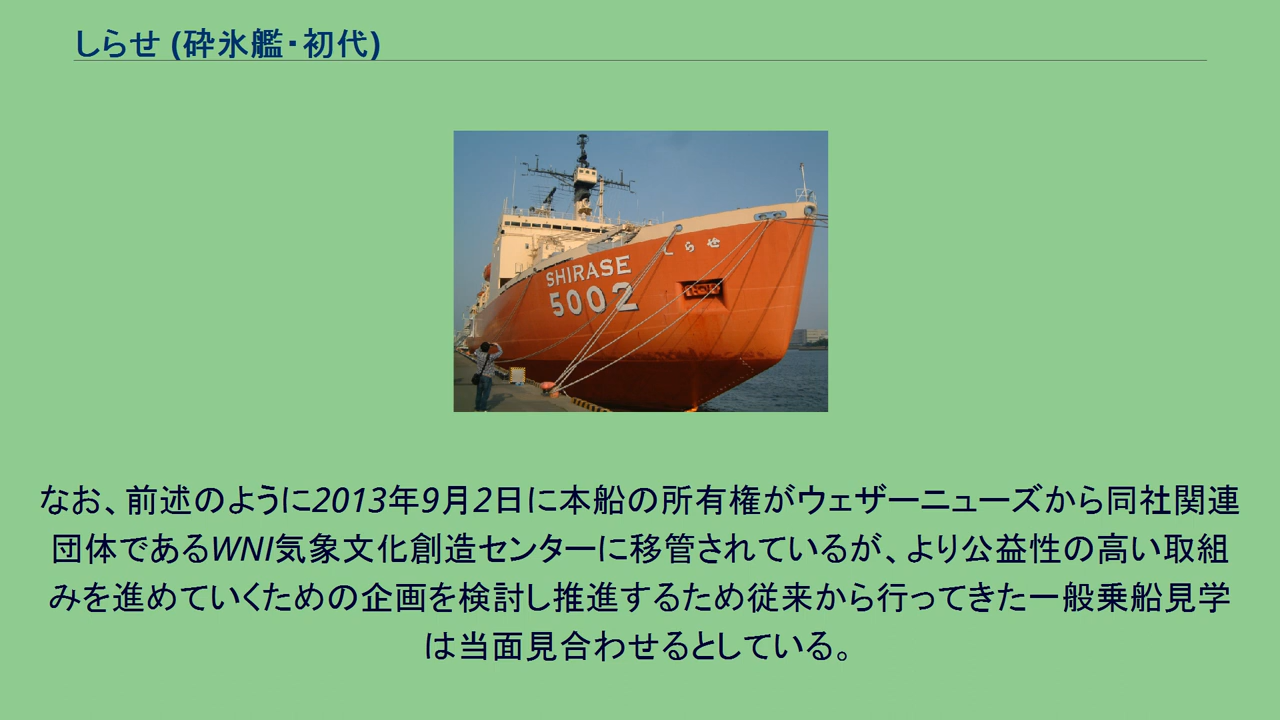 しらせ (砕氷艦・初代)
しらせ
SHIRASE
5002
なお、前述のように2013年9月2日に本船の所有権がウェザーニューズから同社関連
団体であるWNI気象文化創造センターに移管されているが、より公益性の高い取組
みを進めていくための企画を検討し推進するため従来から行ってきた一般乗船見学
は当面見合わせるとしている。